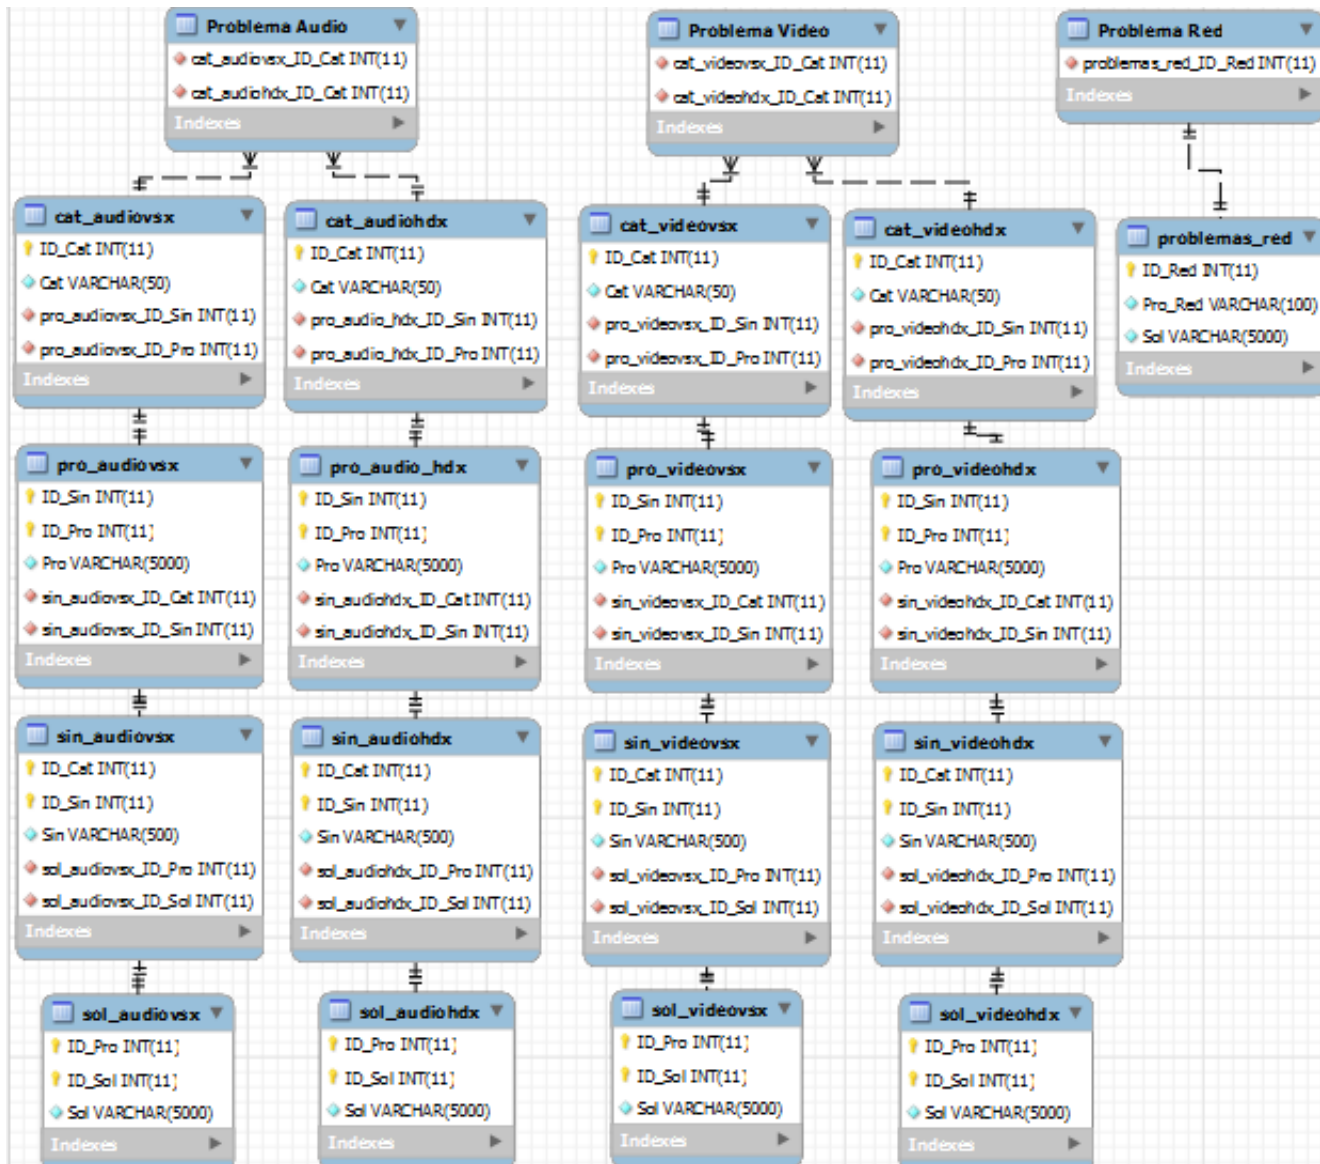 Problema Audio
cat_audiovsx_ID_Cat INT(11)
cat_audiohdx_ID_Cat INT(11)
Indexes
Problema Video
cat_videovsx_ID_Cat INT(11)
cat_videohdx_ID_Cat INT(11)
Indexes
Problema Red
problemas_red_ID_Red INT(11)
Indexes
cat_audiovsx
ID_Cat INT(11)
Cat VARCHAR(50)
pro_audiovsx_ID_Sin INT(11)
pro_audiovsx_ID_Pro INT(11)
Indexes
cat_audiohdx
ID_Cat INT(11)
Cat VARCHAR(50)
pro_audio_hdx_ID_Sin INT(11)
pro_audio_hdx_ID_Pro INT(11)
Indexes
cat_videovsx
ID_Cat INT(11)
Cat VARCHAR(50)
pro_videovsx_ID_Sin INT(11)
pro_videovsx_ID_Pro INT(11)
Indexes
cat_videohdx
ID_Cat INT(11)
Cat VARCHAR(50)
pro_videohdx_ID_Sin INT(11)
pro_videohdx_ID_Pro INT(11)
Indexes
problemas_red
ID_Red INT(11)
Pro_Red VARCHAR(100)
Sol VARCHAR(5000)
Indexes
pro_audiovsx
ID_Sin INT(11)
ID_Pro INT(11)
Pro VARCHAR(5000)
sin_audiovsx_ID_Cat INT(11)
sin_audiovsx_ID_Sin INT(11)
Indexes
pro_audio_hdx
ID_Sin INT(11)
ID_Pro INT(11)
Pro VARCHAR(5000)
sin_audiohdx_ID_Cat INT(11)
sin_audiohdx_ID_Sin INT(11)
Indexes
pro_videovsx
ID_Sin INT(11)
ID_Pro INT(11)
Pro VARCHAR(5000)
sin_videovsx_ID_Cat INT(11)
sin_videovsx_ID_Sin INT(11)
Indexes
pro_videohdx
ID_Sin INT(11)
ID_Pro INT(11)
Pro VARCHAR(5000)
sin_videohdx_ID_Cat INT(11)
sin_videohdx_ID_Sin INT(11)
Indexes
sin_audiovsx
ID_Cat INT(11)
ID_Sin INT(11)
Sin VARCHAR(500)
sol_audiovsx_ID_Pro INT(11)
sol_audiovsx_ID_Sol INT(11)
Indexes
sin_audiohdx
ID_Cat INT(11)
ID_Sin INT(11)
Sin VARCHAR(500)
sol_audiohdx_ID_Pro INT(11)
sol_audiohdx_ID_Sol INT(11)
Indexes
sin_videovsx
ID_Cat INT(11)
ID_Sin INT(11)
Sin VARCHAR(500)
sol_videovsx_ID_Pro INT(11)
sol_videovsx_ID_Sol INT(11)
Indexes
sin_videohdx
ID_Cat INT(11)
ID_Sin INT(11)
Sin VARCHAR(500)
sol_videohdx_ID_Pro INT(11)
sol_videohdx_ID_Sol INT(11)
Indexes
sol_audiovsx
ID_Pro INT(11)
ID_Sol INT(11)
Sol VARCHAR(5000)
Indexes
sol_audiohdx
ID_Pro INT(11)
ID_Sol INT(11)
Sol VARCHAR(5000)
Indexes
sol_videovsx
ID_Pro INT(11)
ID_Sol INT(11)
Sol VARCHAR(5000)
Indexes
sol_videohdx
ID_Pro INT(11)
ID_Sol INT(11)
Sol VARCHAR(5000)
Indexes